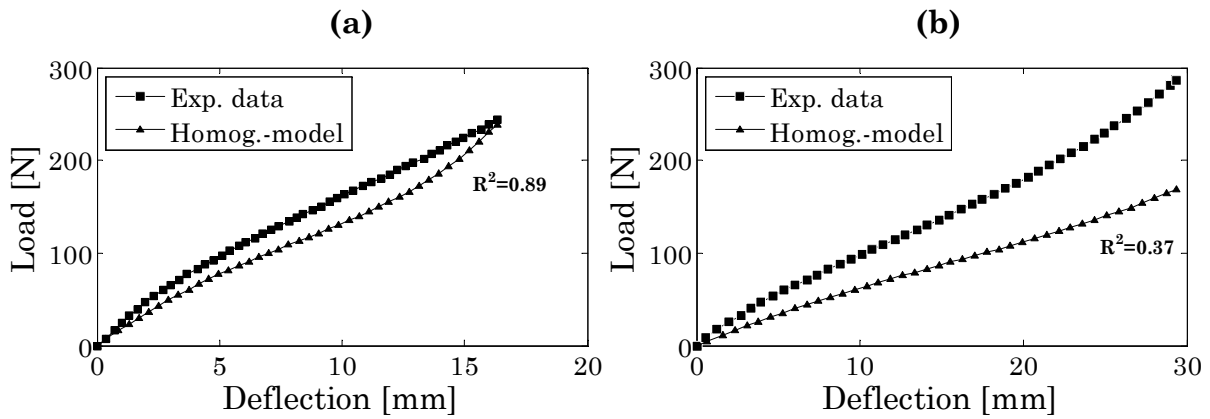 (a)
300
200
100
0
Load [N]
Exp. data
Homog.-model
R²=0.89
0 5 10 15 20
Deflection [mm]
(b)
300
200
100
0
Load [N]
Exp. data
Homog.-model
R²=0.37
0 10 20 30
Deflection [mm]